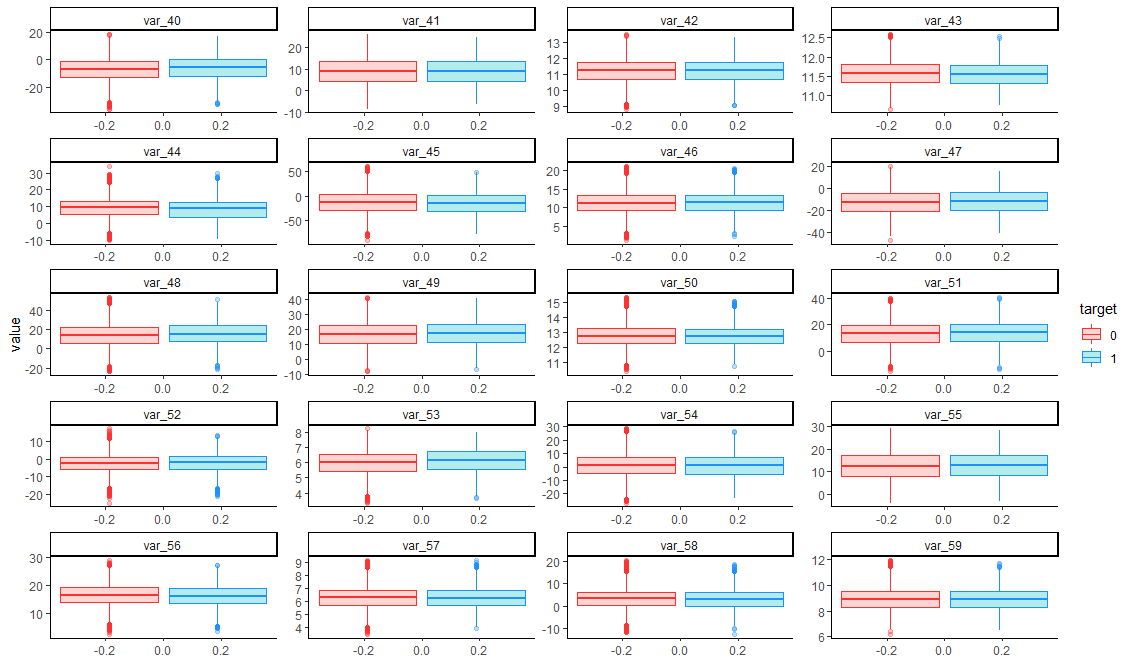 var_40 var_41 var_42 var_43
20 0 -20
20 10 0 -10
13 12 11 10 9
12.5 12.0 11.5 11.0
-0.2 0.0 0.2 -0.2 0.0 0.2 -0.2 0.0 0.2 -0.2 0.0 0.2
var_44 var_45 var_46 var_47
30 20 10 0 -10
50 0 -50
20 15 10 5
20 0 -20 -40
-0.2 0.0 0.2 -0.2 0.0 0.2 -0.2 0.0 0.2 -0.2 0.0 0.2
var_48 var_49 var_50 var_51
40 20 0 -20
40 30 20 10 0 -10
15 14 13 12 11
40 20 0
-0.2 0.0 0.2 -0.2 0.0 0.2 -0.2 0.0 0.2 -0.2 0.0 0.2
value
target
0
1
var_52 var_53 var_54 var_55
10 0 -10 -20
8 7 6 5 4
30 20 10 0 -10 -20
30 20 10 0
-0.2 0.0 0.2 -0.2 0.0 0.2 -0.2 0.0 0.2 -0.2 0.0 0.2
var_56 var_57 var_58 var_59
30 20 10
9 8 7 6 5 4
20 10 0 -10
12 10 8 6
-0.2 0.0 0.2 -0.2 0.0 0.2 -0.2 0.0 0.2 -0.2 0.0 0.2